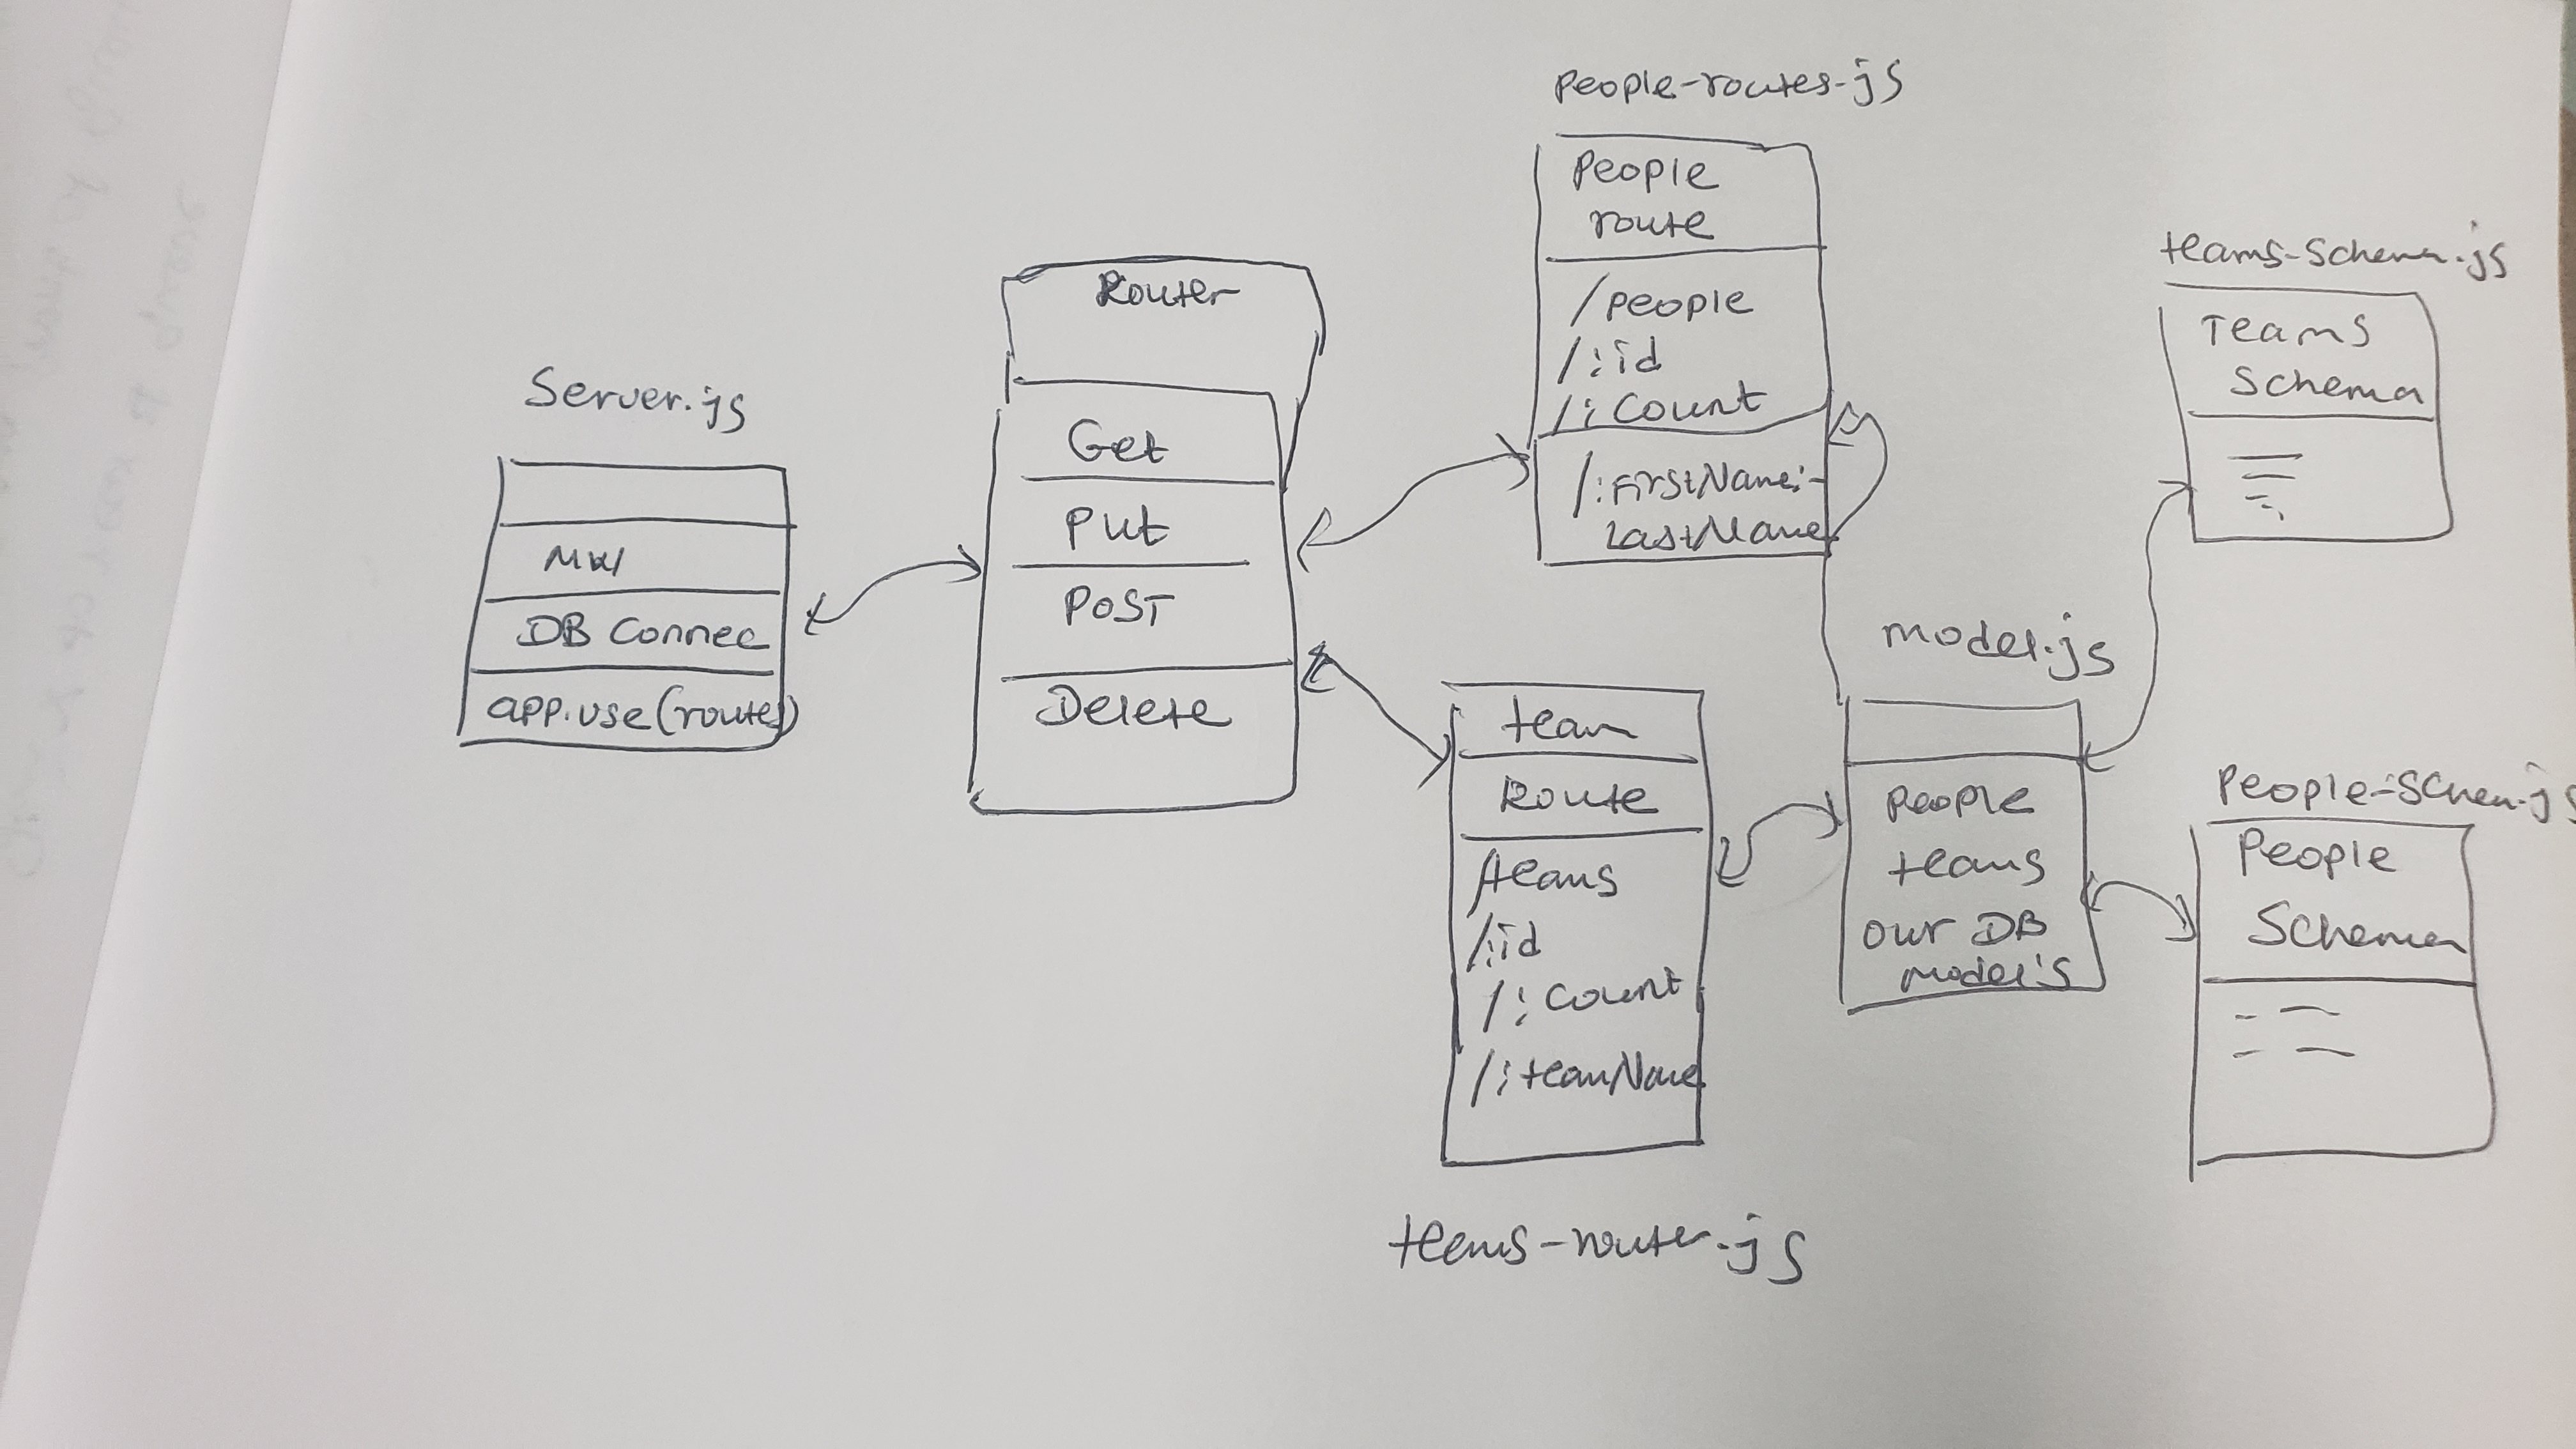 Server.js
MW
DB Connec
app.use(routes)
Router
Get
Put
POST
Delete
People-routes.js
People
route
/people
/:id
/:count
/:FirstName:-
LastName
team
Route
/teams
/:id
/:count
/:teamName
teams-router.js
model.js
People
teams
our DB
model's
teams-schema.js
Teams
Schema
People-Schem.js
People
Schema